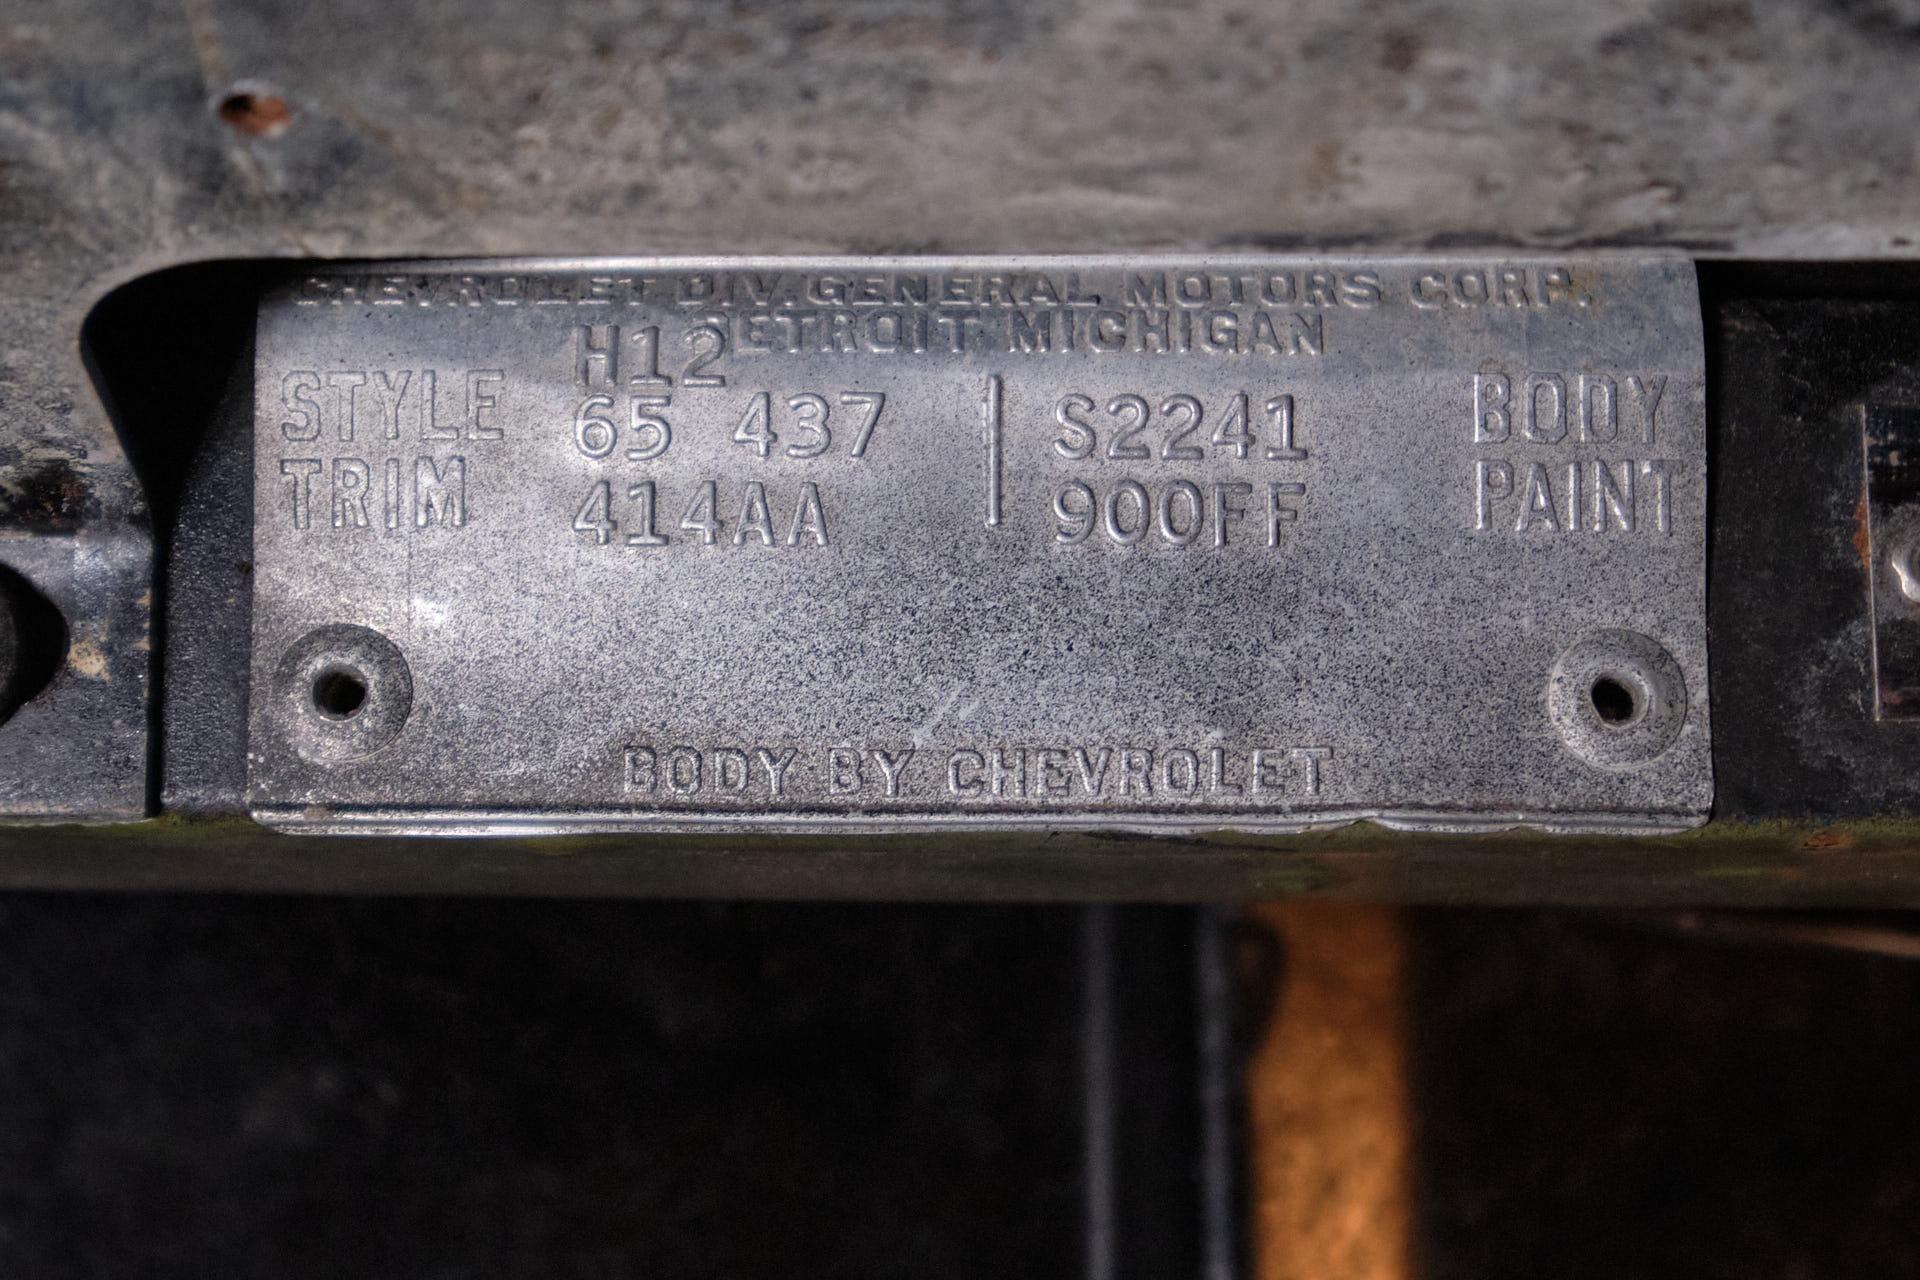 CHEVROLET DIV. GENERAL MOTORS CORP.
DETROIT MICHIGAN
H12
STYLE 65 437 S2241 BODY
TRIM 414AA 900FF PAINT
BODY BY CHEVROLET